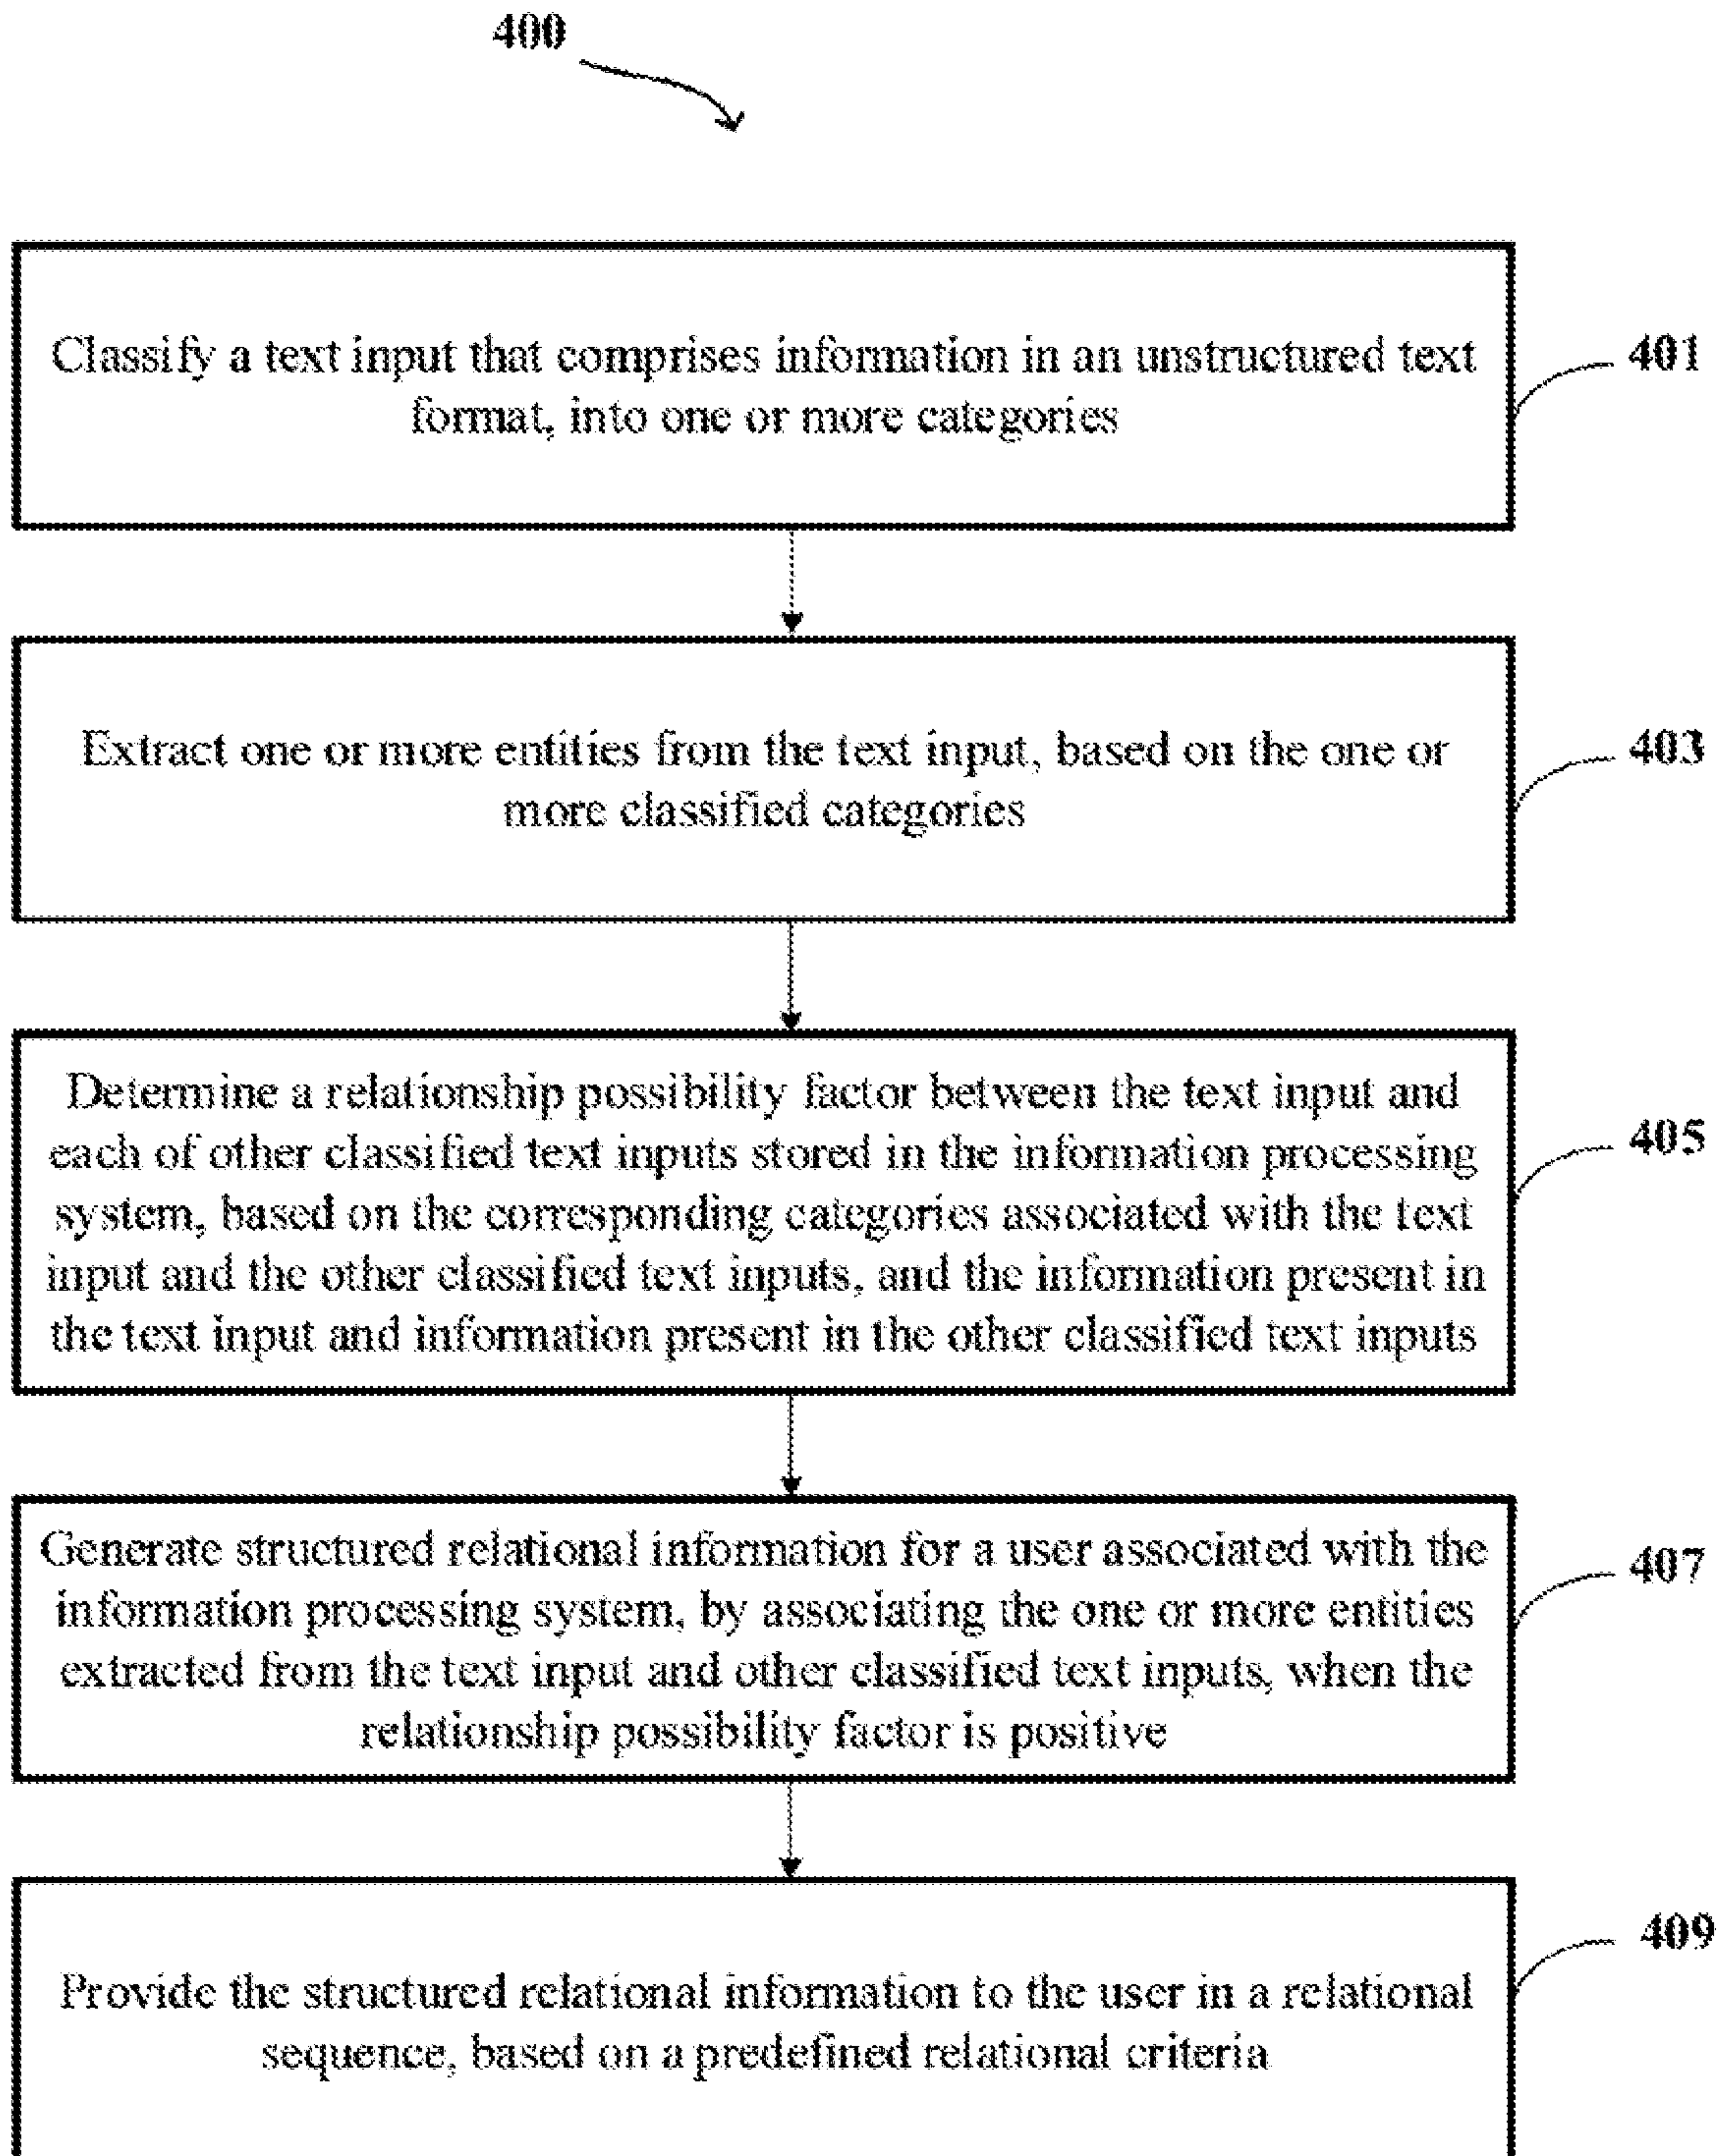 400
Classify a text input that comprises information in an unstructured text
format, into one or more categories
401
Extract one or more entities from the text input, based on the one or
more classified categories
403
Determine a relationship possibility factor between the text input and
each of other classified text inputs stored in the information processing
system, based on the corresponding categories associated with the text
input and the other classified text inputs, and the information present in
the text input and information present in the other classified text inputs
405
Generate structured relational information for a user associated with the
information processing system, by associating the one or more entities
extracted from the text input and other classified text inputs, when the
relationship possibility factor is positive
407
Provide the structured relational information to the user in a relational
sequence, based on a predefined relational criteria
409